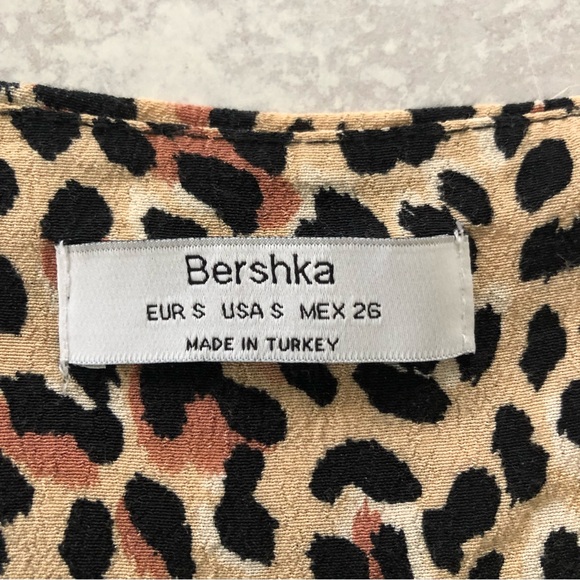 Bershka
EUR S USA S MEX 26
MADE IN TURKEY